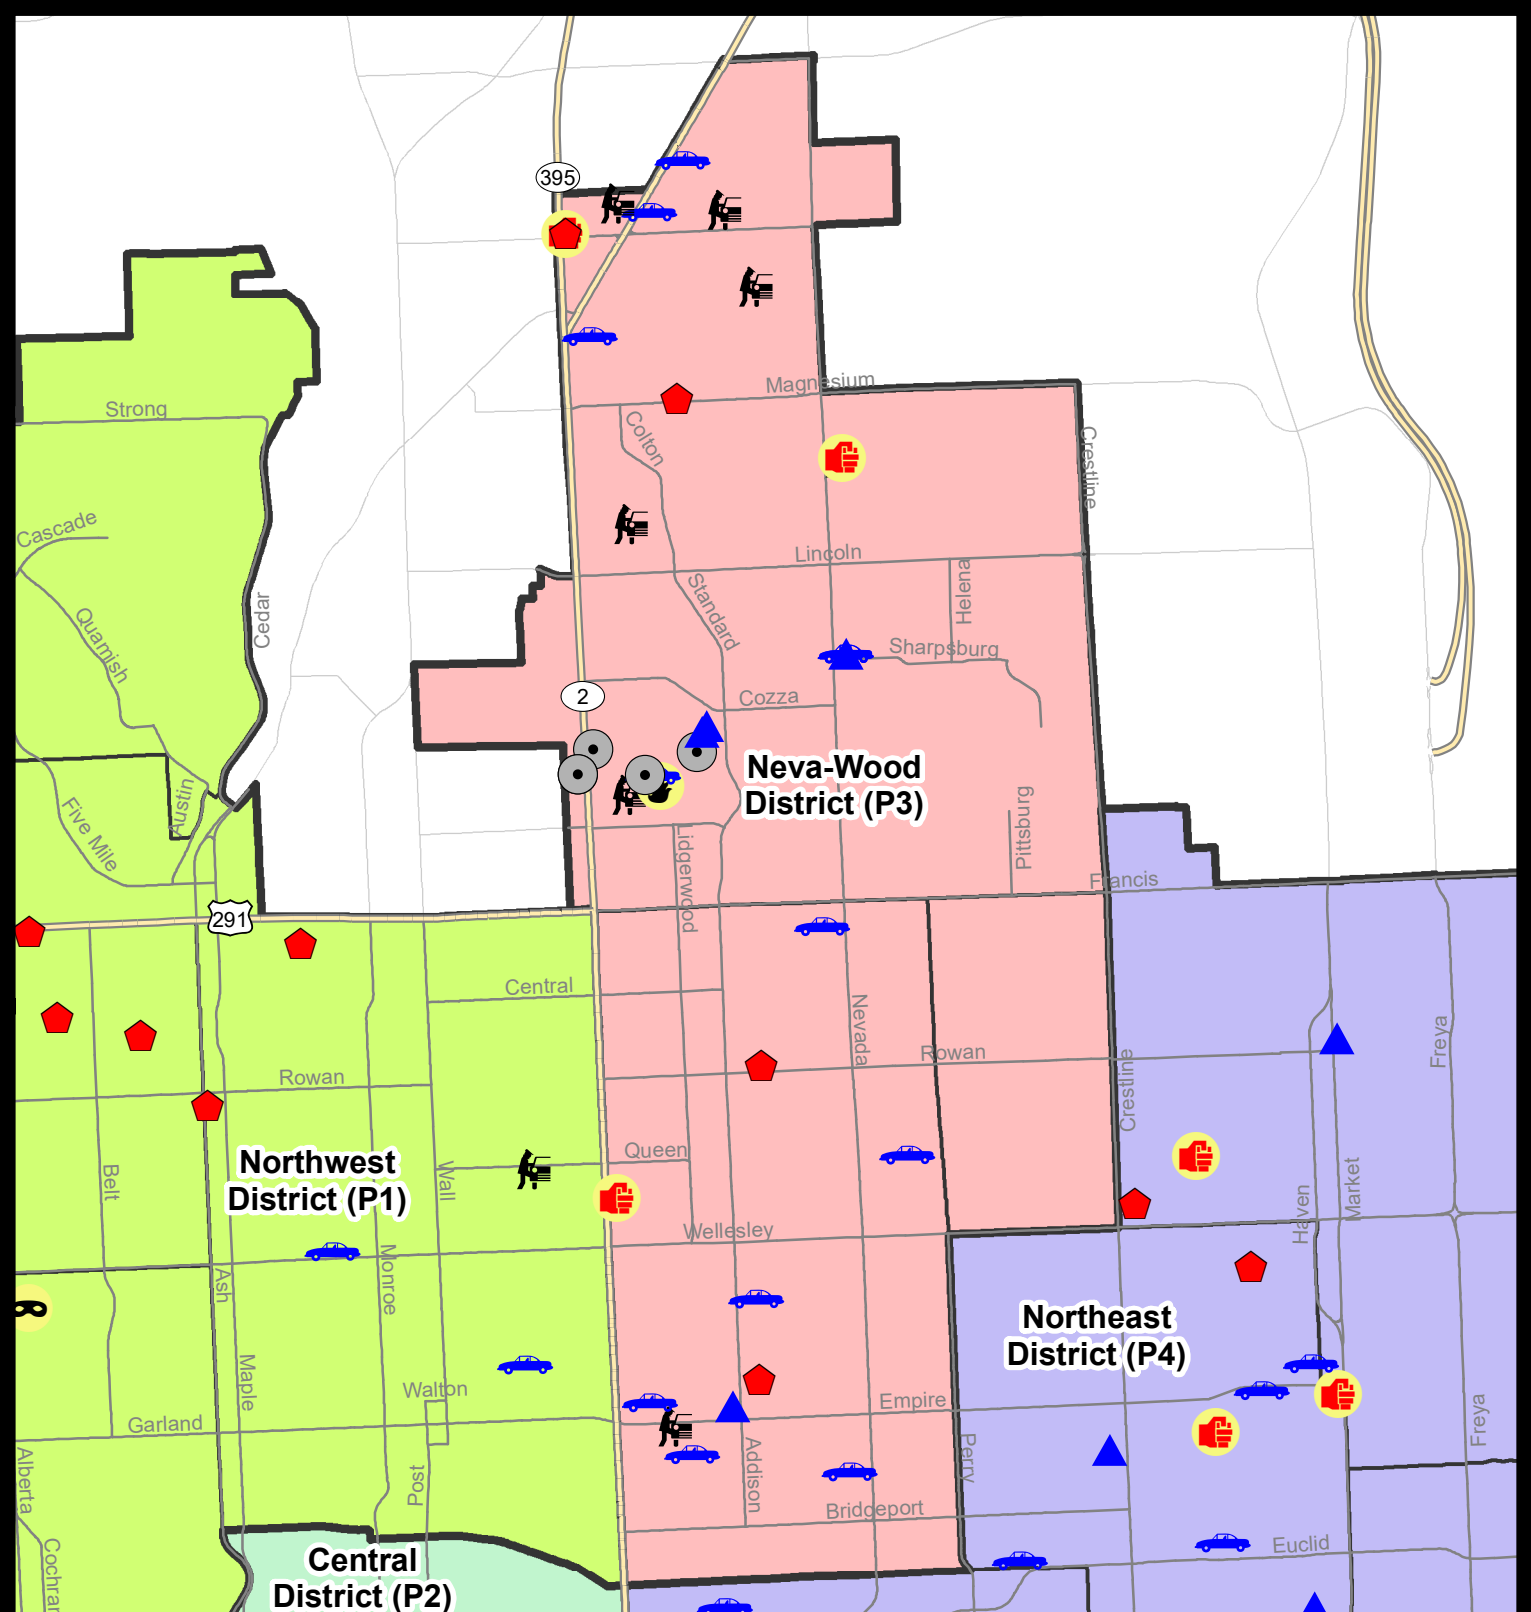 395
Magnesium
Strong
Colton
Crestline
Cascade
Lincoln
Helena
Standard
Cedar
Quamish
Sharpsburg
2
Cozza
Neva-Wood
District (P3)
Austin
Five Mile
Pittsburg
Lidgerwood
Francis
291
Central
Nevada
Rowan
Freya
Rowan
Crestline
Queen
Northwest
District (P1)
Belt
Wall
Market
Haven
Wellesley
Monroe
Ash
Northeast
District (P4)
Maple
Walton
Empire
Garland
Freya
Perry
Addison
Alberta
Post
Bridgeport
Euclid
Central
District (P2)
Cochran